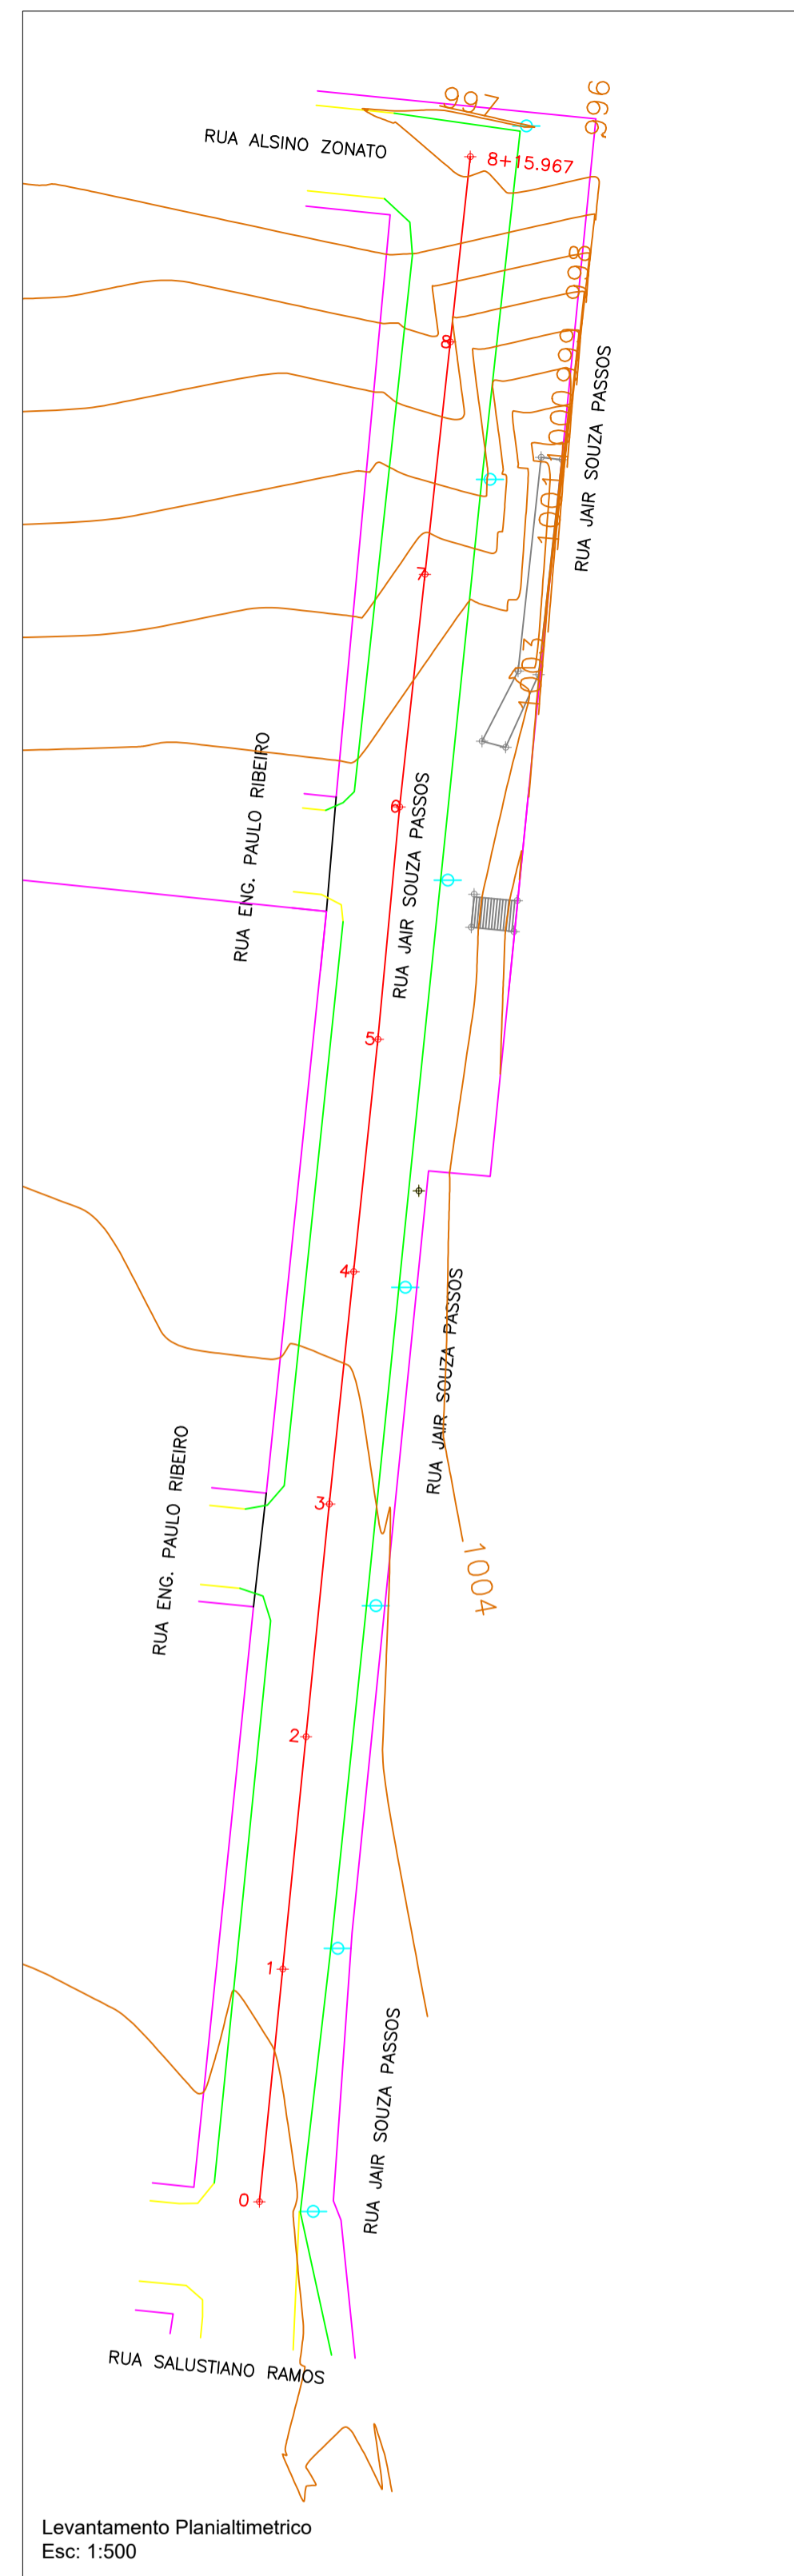 997
996
RUA ALSINO ZONATO
8+15.967
998
8
999
1000
RUA JAIR SOUZA PASSOS
1001
7
1003
RUA ENG. PAULO RIBEIRO
6
RUA JAIR SOUZA PASSOS
5
4
RUA JAIR SOUZA PASSOS
RUA ENG. PAULO RIBEIRO
3
1004
2
1
RUA JAIR SOUZA PASSOS
0
RUA SALUSTIANO RAMOS
Levantamento Planialtimetrico
Esc: 1:500